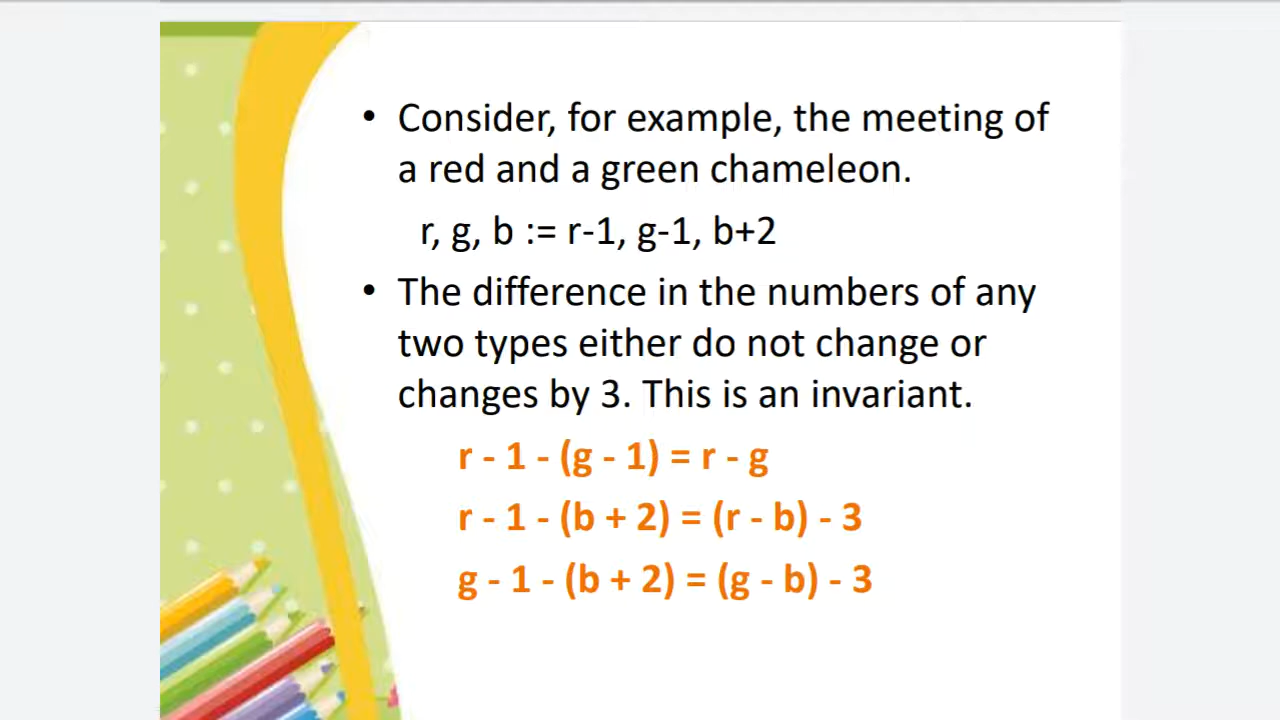 • Consider, for example, the meeting of
a red and a green chameleon.
r, g, b := r-1, g-1, b+2
• The difference in the numbers of any
two types either do not change or
changes by 3. This is an invariant.
r - 1 - (g - 1) = r - g
r - 1 - (b + 2) = (r - b) - 3
g - 1 - (b + 2) = (g - b) - 3